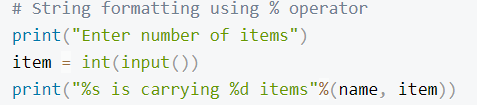 # String formatting using % operator
print("Enter number of items")
item = int(input())
print("%s is carrying %d items"%(name, item))